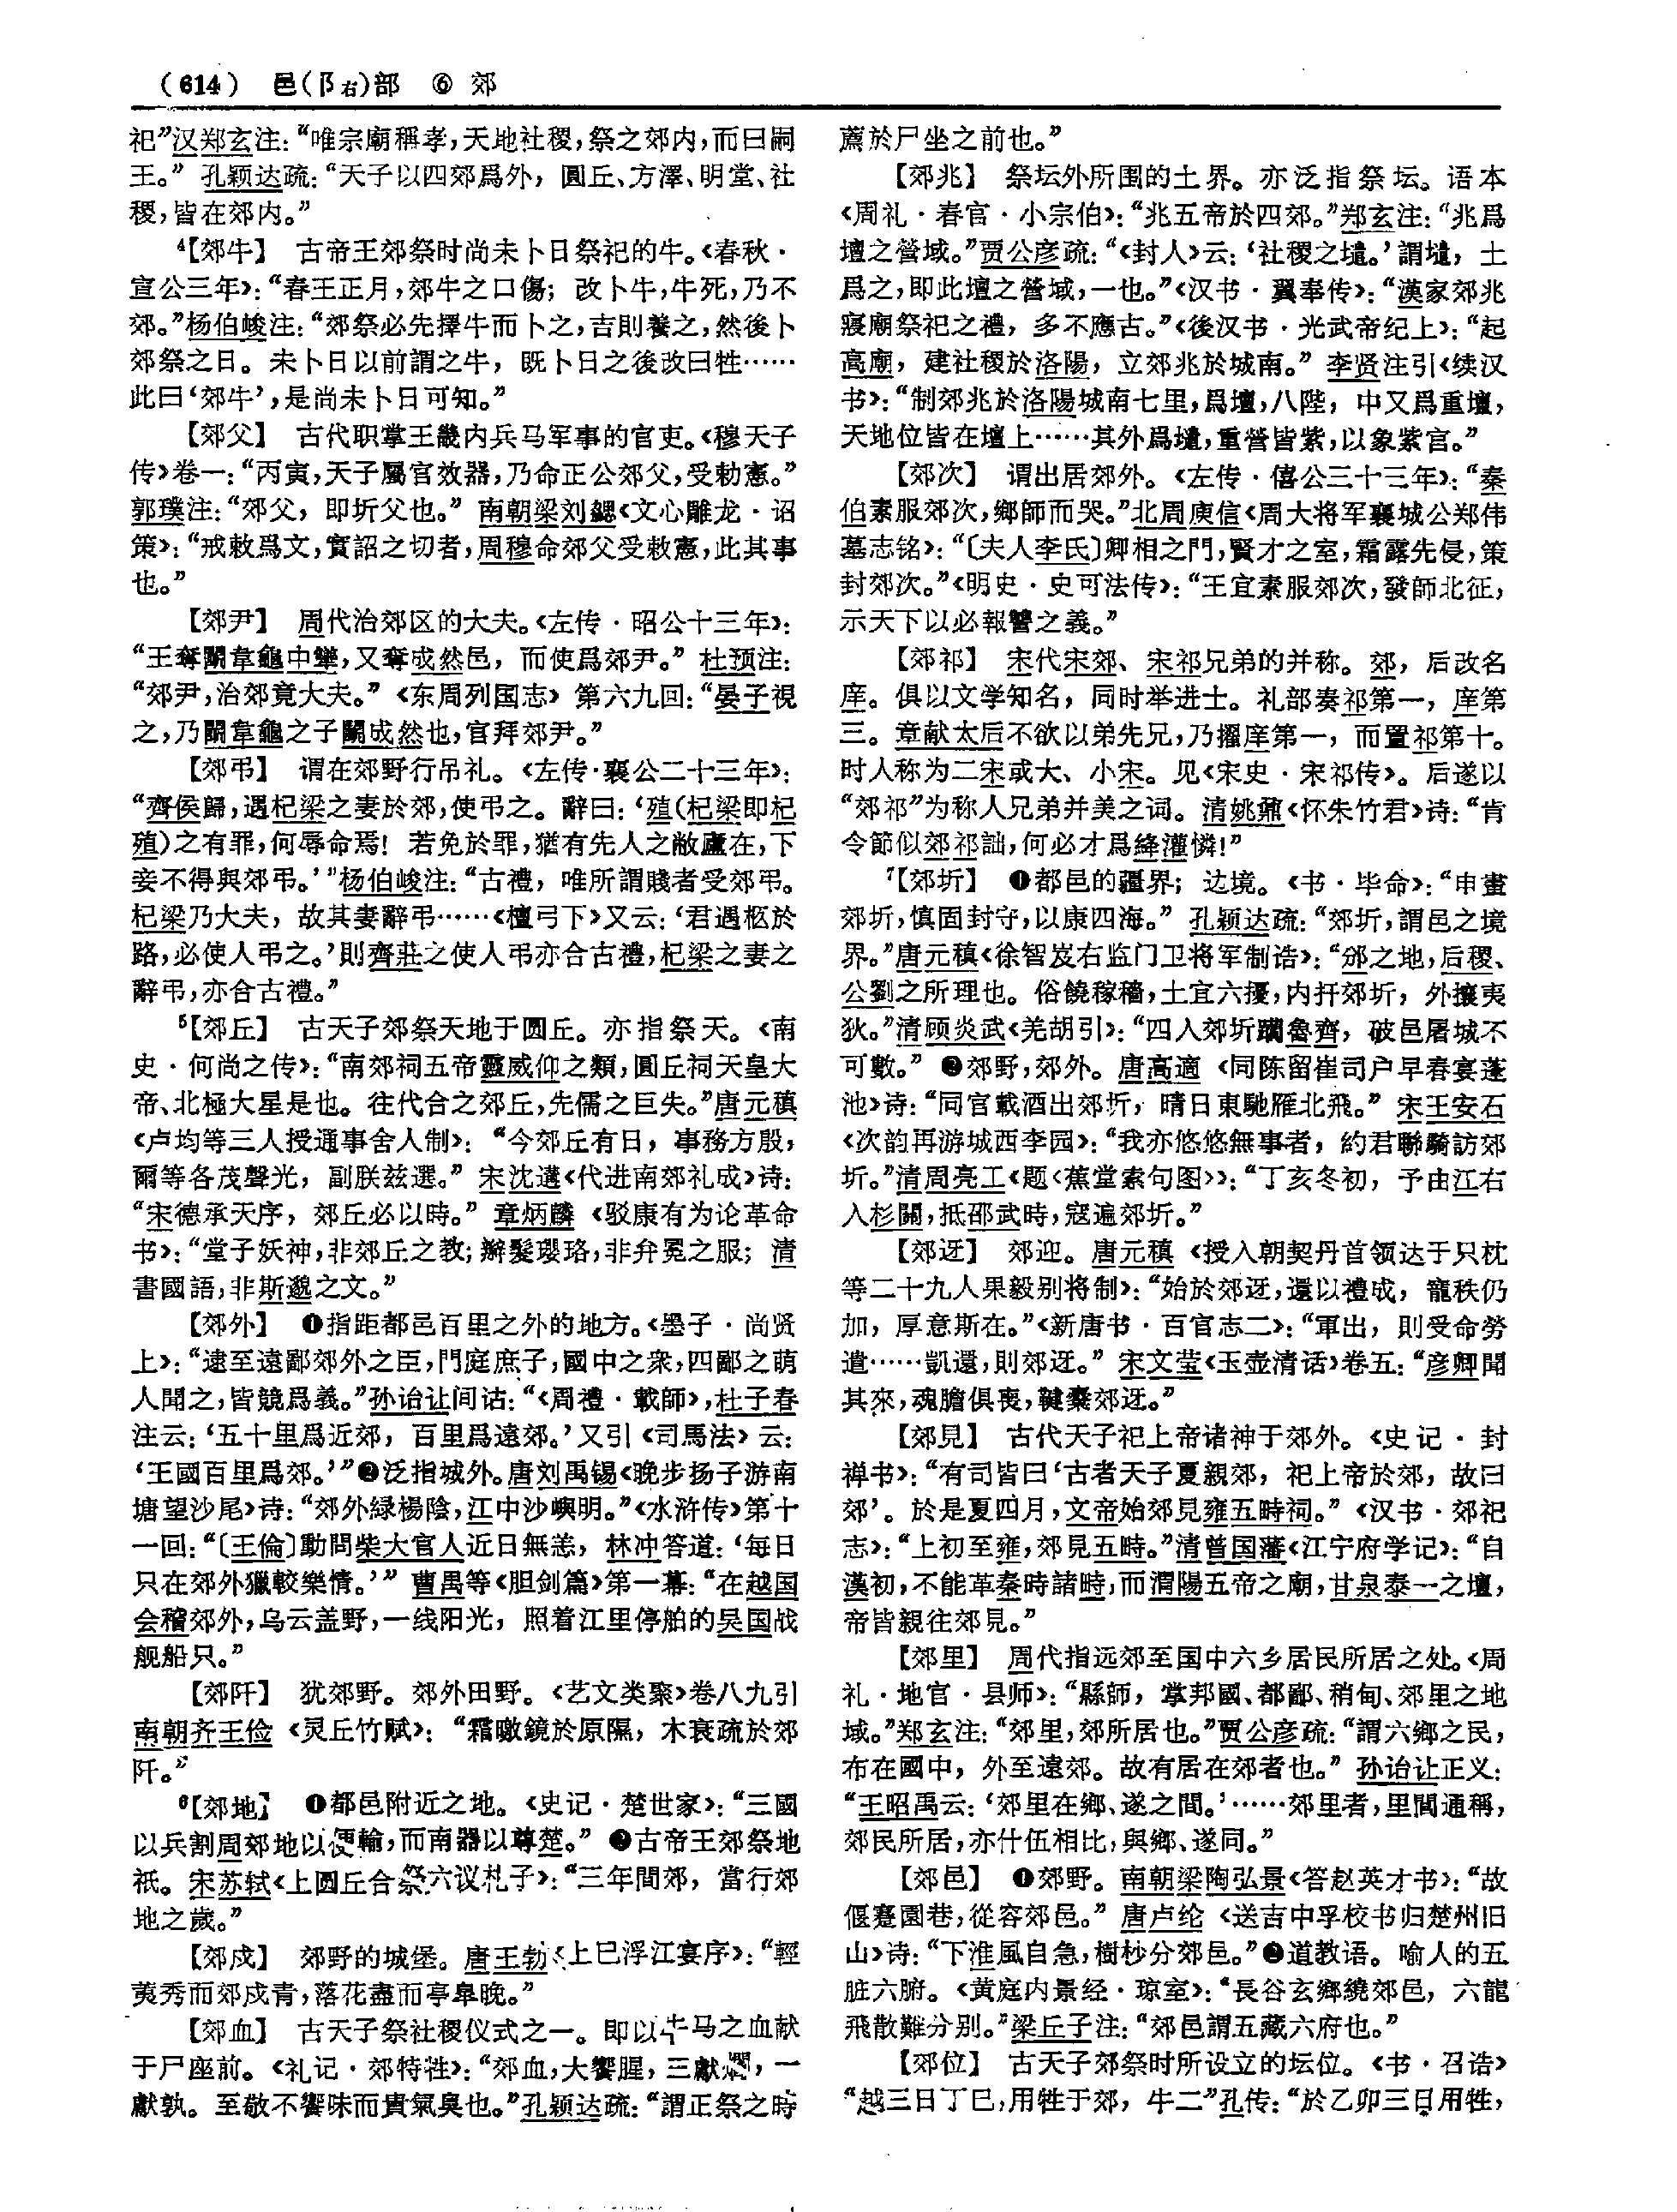 （614） 邑(阝右)部 ⑥ 郊
祀”汉郑玄注：“唯宗廟稱孝，天地社稷，祭之郊内，而曰嗣
王。” 孔颖达疏：“天子以四郊爲外，圓丘、方澤、明堂、社
稷，皆在郊内。”
4【郊牛】 古帝王郊祭时尚未卜日祭祀的牛。《春秋·
宣公三年》：“春王正月，郊牛之口傷；改卜牛，牛死，乃不
郊。”杨伯峻注：“郊祭必先擇牛而卜之，吉則養之，然後卜
郊祭之日。未卜日以前謂之牛，既卜日之後改曰牲……
此曰‘郊牛’，是尚未卜日可知。”
【郊父】 古代职掌王畿内兵马军事的官吏。《穆天子
传》卷一：“丙寅，天子屬官效器，乃命正公郊父，受勅憲。”
郭璞注：“郊父，即圻父也。” 南朝梁刘勰《文心雕龙·诏
策》：“戒敕爲文，實詔之切者，周穆命郊父受敕憲，此其事
也。”
【郊尹】 周代治郊区的大夫。《左传·昭公十三年》：
“王奪鬭韋龜中犨，又奪成然邑，而使爲郊尹。” 杜预注：
“郊尹，治郊竟大夫。” 《东周列国志》第六九回：“晏子視
之，乃鬭韋龜之子鬭成然也，官拜郊尹。”
【郊弔】 谓在郊野行吊礼。《左传·襄公二十三年》：
“齊侯歸，遇杞梁之妻於郊，使弔之。辭曰：‘殖（杞梁即杞
殖）之有罪，何辱命焉！若免於罪，猶有先人之敝廬在，下
妾不得與郊弔。’”杨伯峻注：“古禮，唯所謂賤者受郊弔。
杞梁乃大夫，故其妻辭弔……《檀弓下》又云：‘君遇柩於
路，必使人弔之。’則齊莊之使人弔亦合古禮，杞梁之妻之
辭弔，亦合古禮。”
5【郊丘】 古天子郊祭天地于圆丘。亦指祭天。《南
史·何尚之传》：“南郊祠五帝靈威仰之類，圓丘祠天皇大
帝、北極大星是也。往代合之郊丘，先儒之巨失。”唐元稹
《卢均等三人授通事舍人制》：“今郊丘有日，事務方殷，
爾等各茂聲光，副朕兹選。” 宋沈遘《代进南郊礼成》诗：
“宋德承天序，郊丘必以時。” 章炳麟《驳康有为论革命
书》：“堂子妖神，非郊丘之教；辮髮瓔珞，非弁冕之服；清
書國語，非斯邈之文。”
【郊外】 ❶指距都邑百里之外的地方。《墨子·尚贤
上》：“逮至遠鄙郊外之臣，門庭庶子，國中之衆，四鄙之萌
人聞之，皆競爲義。”孙诒让间诂：“《周禮·載師》，杜子春
注云：‘五十里爲近郊，百里爲遠郊。’又引《司馬法》云：
‘王國百里爲郊。’”❷泛指城外。唐刘禹锡《晚步扬子游南
塘望沙尾》诗：“郊外緑楊陰，江中沙嶼明。”《水浒传》第十
一回：“〔王倫〕動問柴大官人近日無恙，林冲答道：‘每日
只在郊外獵較樂情。’” 曹禺等《胆剑篇》第一幕：“在越国
会稽郊外，乌云盖野，一线阳光，照着江里停舶的吴国战
舰船只。”
【郊阡】 犹郊野。郊外田野。《艺文类聚》卷八九引
南朝齐王俭《灵丘竹赋》：“霜暾鏡於原隰，木衰疏於郊
阡。”
6【郊地】 ❶都邑附近之地。《史记·楚世家》：“三國
以兵割周郊地以便輸，而南器以尊楚。” ❷古帝王郊祭地
祇。宋苏轼《上圆丘合祭六议札子》：“三年間郊，當行郊
地之歲。”
【郊戍】 郊野的城堡。唐王勃《上巳浮江宴序》：“輕
荑秀而郊戍青，落花盡而亭皋晚。”
【郊血】 古天子祭社稷仪式之一。即以牛马之血献
于尸座前。《礼记·郊特牲》：“郊血，大饗腥，三獻爓，一
獻孰。至敬不饗味而貴氣臭也。”孔颖达疏：“謂正祭之時
薦於尸坐之前也。”
【郊兆】 祭坛外所围的土界。亦泛指祭坛。语本
《周礼·春官·小宗伯》：“兆五帝於四郊。”郑玄注：“兆爲
壇之營域。”贾公彦疏：“《封人》云：‘社稷之壝。’謂壝，土
爲之，即此壇之營域，一也。”《汉书·翼奉传》：“漢家郊兆
寢廟祭祀之禮，多不應古。”《後汉书·光武帝纪上》：“起
高廟，建社稷於洛陽，立郊兆於城南。” 李贤注引《续汉
书》：“制郊兆於洛陽城南七里，爲壇，八陛，中又爲重壇，
天地位皆在壇上……其外爲壝，重營皆紫，以象紫宫。”
【郊次】 谓出居郊外。《左传·僖公三十三年》：“秦
伯素服郊次，鄉師而哭。”北周庾信《周大将军襄城公郑伟
墓志铭》：“〔夫人李氏〕卿相之門，賢才之室，霜露先侵，策
封郊次。”《明史·史可法传》：“王宜素服郊次，發師北征，
示天下以必報讐之義。”
【郊祁】 宋代宋郊、宋祁兄弟的并称。郊，后改名
庠。俱以文学知名，同时举进士。礼部奏祁第一，庠第
三。章献太后不欲以弟先兄，乃擢庠第一，而置祁第十。
时人称为二宋或大、小宋。见《宋史·宋祁传》。后遂以
“郊祁”为称人兄弟并美之词。清姚鼐《怀朱竹君》诗：“肯
令節似郊祁詘，何必才爲絳灌憐！”
7【郊圻】 ❶都邑的疆界；边境。《书·毕命》：“申畫
郊圻，慎固封守，以康四海。” 孔颖达疏：“郊圻，謂邑之境
界。”唐元稹《徐智岌右监门卫将军制诰》：“邠之地，后稷、
公劉之所理也。俗饒稼穡，土宜六擾，内扞郊圻，外攘夷
狄。”清顾炎武《羌胡引》：“四入郊圻躪魯齊，破邑屠城不
可數。” ❷郊野，郊外。唐高適《同陈留崔司户早春宴蓬
池》诗：“同官載酒出郊圻，晴日東馳雁北飛。” 宋王安石
《次韵再游城西李园》：“我亦悠悠無事者，約君聯騎訪郊
圻。”清周亮工《题〈蕉堂索句图〉》：“丁亥冬初，予由江右
入杉關，抵邵武時，寇遍郊圻。”
【郊迓】 郊迎。唐元稹《授入朝契丹首领达于只枕
等二十九人果毅别将制》：“始於郊迓，還以禮成，寵秩仍
加，厚意斯在。”《新唐书·百官志二》：“軍出，則受命勞
遣……凱還，則郊迓。” 宋文莹《玉壶清话》卷五：“彦卿聞
其來，魂膽俱喪，鞬櫜郊迓。”
【郊見】 古代天子祀上帝诸神于郊外。《史记·封
禅书》：“有司皆曰‘古者天子夏親郊，祀上帝於郊，故曰
郊’。於是夏四月，文帝始郊見雍五畤祠。” 《汉书·郊祀
志》：“上初至雍，郊見五畤。”清曾国藩《江宁府学记》：“自
漢初，不能革秦時諸畤，而渭陽五帝之廟，甘泉泰一之壇，
帝皆親往郊見。”
【郊里】 周代指远郊至国中六乡居民所居之处。《周
礼·地官·县师》：“縣師，掌邦國、都鄙、稍甸、郊里之地
域。”郑玄注：“郊里，郊所居也。”贾公彦疏：“謂六鄉之民，
布在國中，外至遠郊。故有居在郊者也。” 孙诒让正义：
“王昭禹云：‘郊里在鄉、遂之間。’……郊里者，里閭通稱，
郊民所居，亦什伍相比，與鄉、遂同。”
【郊邑】 ❶郊野。南朝梁陶弘景《答赵英才书》：“故
偃蹇園巷，從容郊邑。” 唐卢纶《送吉中孚校书归楚州旧
山》诗：“下淮風自急，樹杪分郊邑。”❷道教语。喻人的五
脏六腑。《黄庭内景经·琼室》：“長谷玄鄉繞郊邑，六龍
飛散難分别。”梁丘子注：“郊邑謂五藏六府也。”
【郊位】 古天子郊祭时所设立的坛位。《书·召诰》
“越三日丁巳，用牲于郊，牛二”孔传：“於乙卯三日用牲，